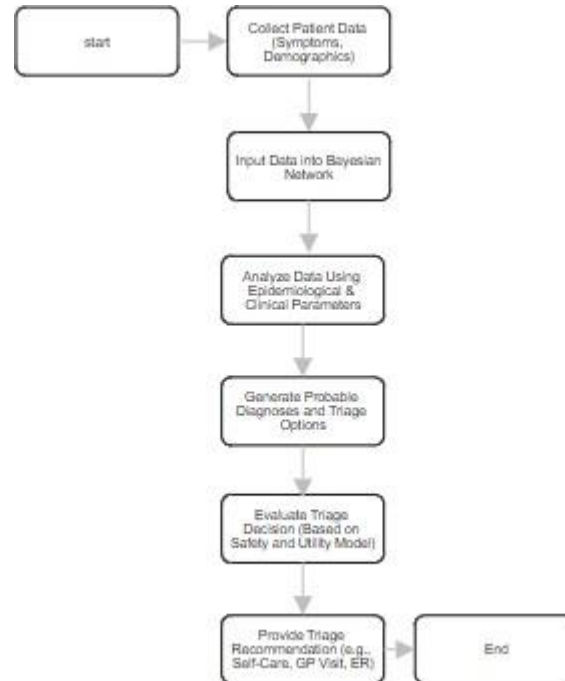 start
Collect Patient Data
(Symptoms,
Demographics)
Input Data into Bayesian
Network
Analyze Data Using
Epidemiological &
Clinical Parameters
Generate Probable
Diagnoses and Triage
Options
Evaluate Triage
Decision (Based on
Safety and Utility Model)
Provide Triage
Recommendation (e.g.,
Self-Care, GP Visit, ER)
End